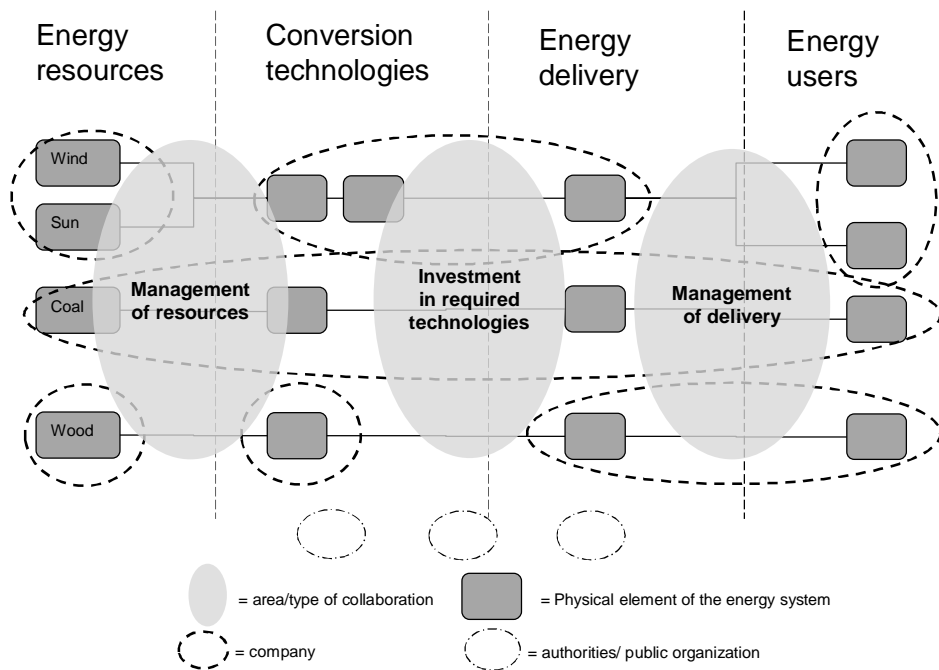 Energy
resources
Conversion
technologies
Energy
delivery
Energy
users
Wind
Sun
Coal
Wood
Management
of resources
Investment
in required
technologies
Management
of delivery
= area/type of collaboration
= Physical element of the energy system
= company
= authorities/ public organization